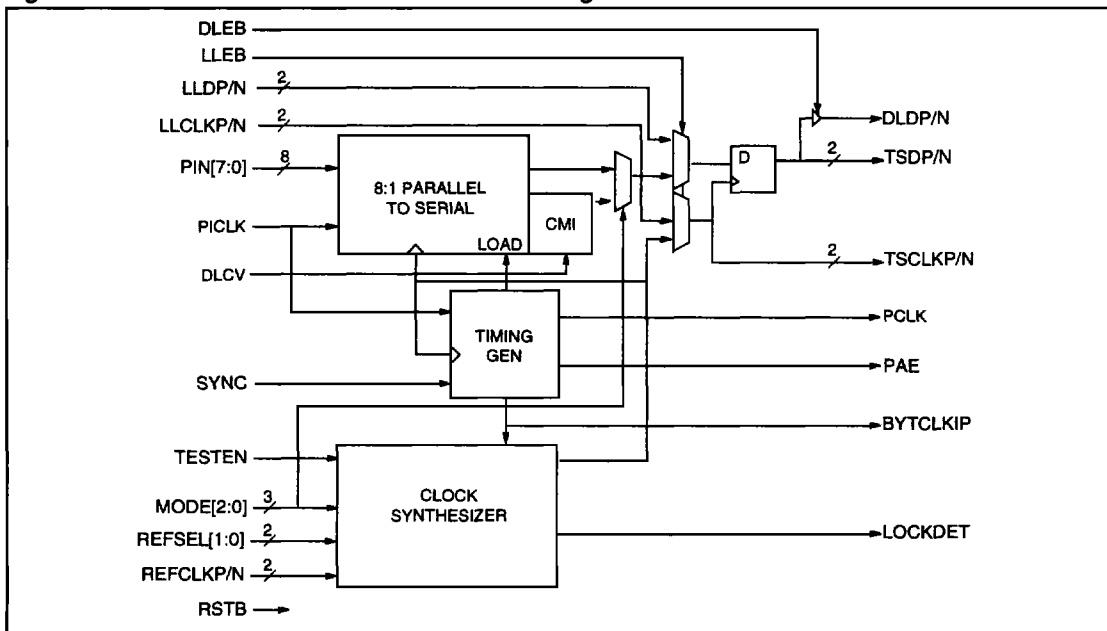 DLEB
LLEB
LLDP/N
2
LLCLKP/N
2
PIN[7:0]
8
PICLK
DLCV
SYNC
TESTEN
MODE[2:0]
3
REFSEL[1:0]
2
REFCLKP/N
2
RSTB
8:1 PARALLEL
TO SERIAL
LOAD
CMI
TIMING
GEN
CLOCK
SYNTHESIZER
D
DLDP/N
2
TSDP/N
2
TSCLKP/N
PCLK
PAE
BYTCLKIP
LOCKDET